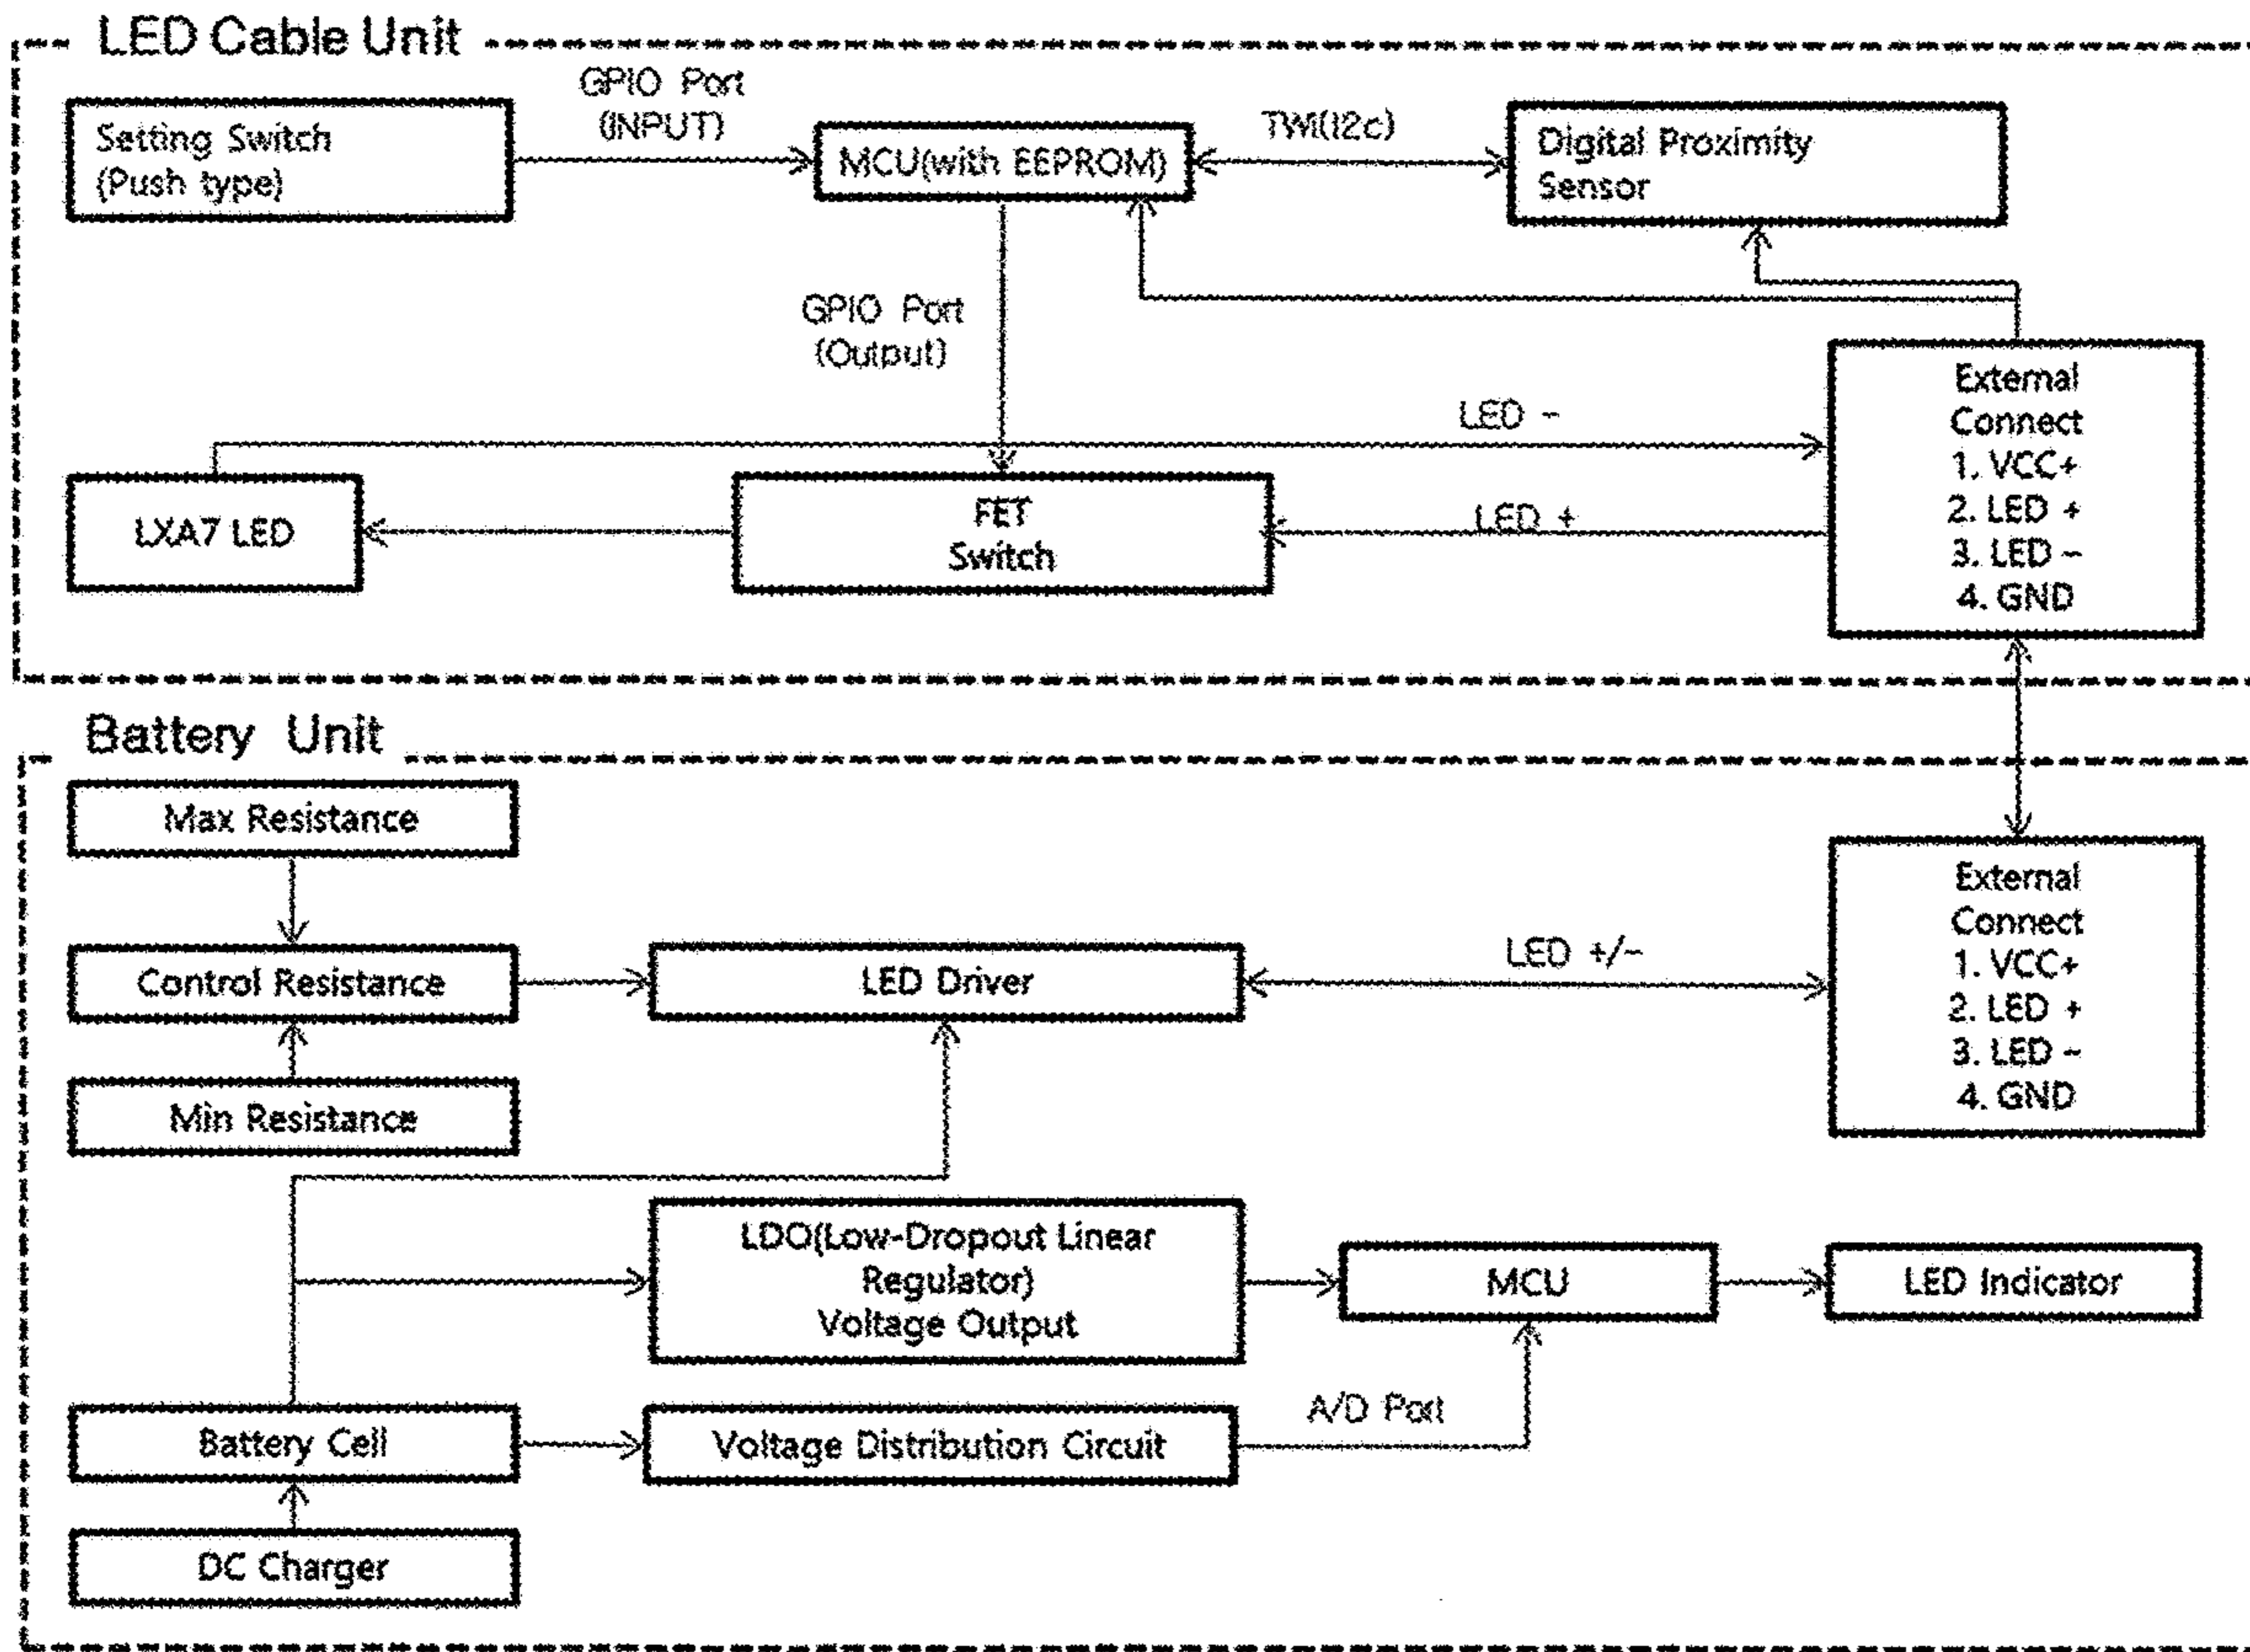 LED Cable Unit
GPIO Port
(INPUT)
Setting Switch
(Push type)
MCU(with EEPROM)
TWI(I2c)
Digital Proximity
Sensor
GPIO Port
(Output)
LED -
LXA7 LED
FET
Switch
LED +
External
Connect
1. VCC+
2. LED +
3. LED -
4. GND
Battery Unit
Max Resistance
Control Resistance
Min Resistance
LED Driver
LED +/-
External
Connect
1. VCC+
2. LED +
3. LED -
4. GND
LDO(Low-Dropout Linear
Regulator)
Voltage Output
MCU
LED Indicator
Battery Cell
Voltage Distribution Circuit
A/D Port
DC Charger